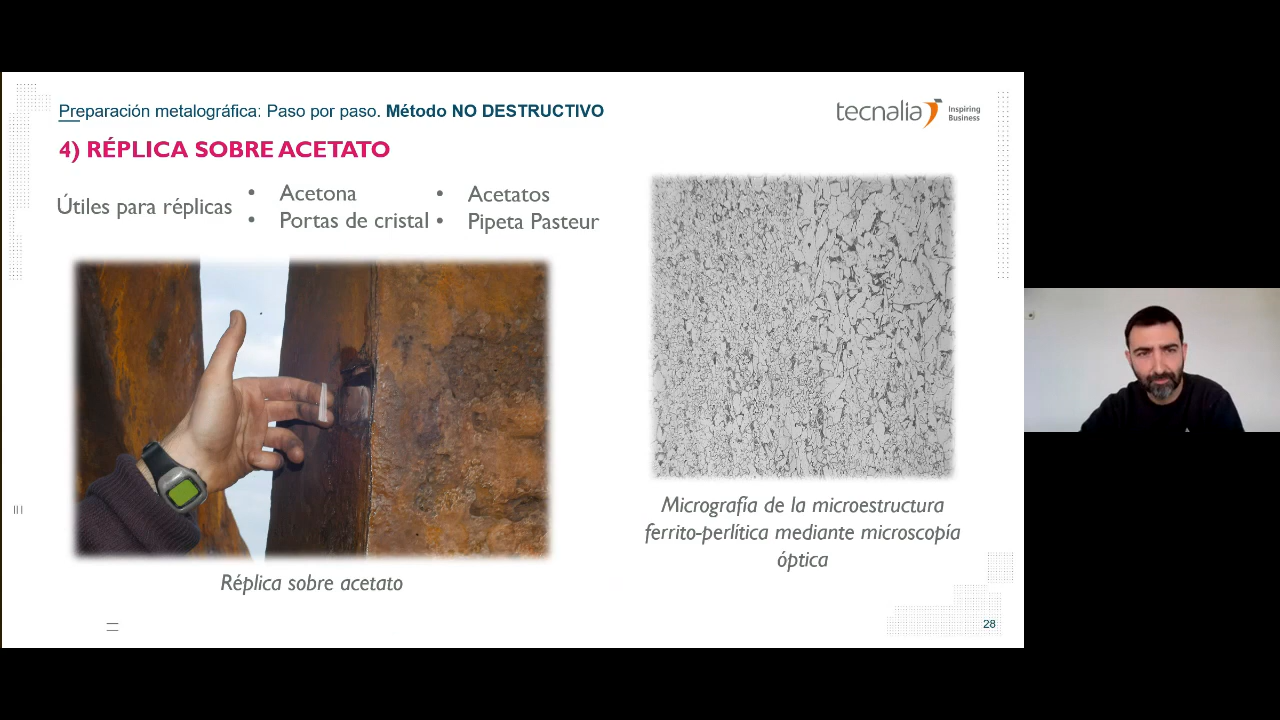 Preparación metalográfica: Paso por paso. Método NO DESTRUCTIVO
tecnalia Inspiring
Business
4) RÉPLICA SOBRE ACETATO
Útiles para réplicas
• Acetona
• Portas de cristal
• Acetatos
• Pipeta Pasteur
Réplica sobre acetato
Micrografía de la microestructura
ferrito-perlítica mediante microscopía
óptica
28